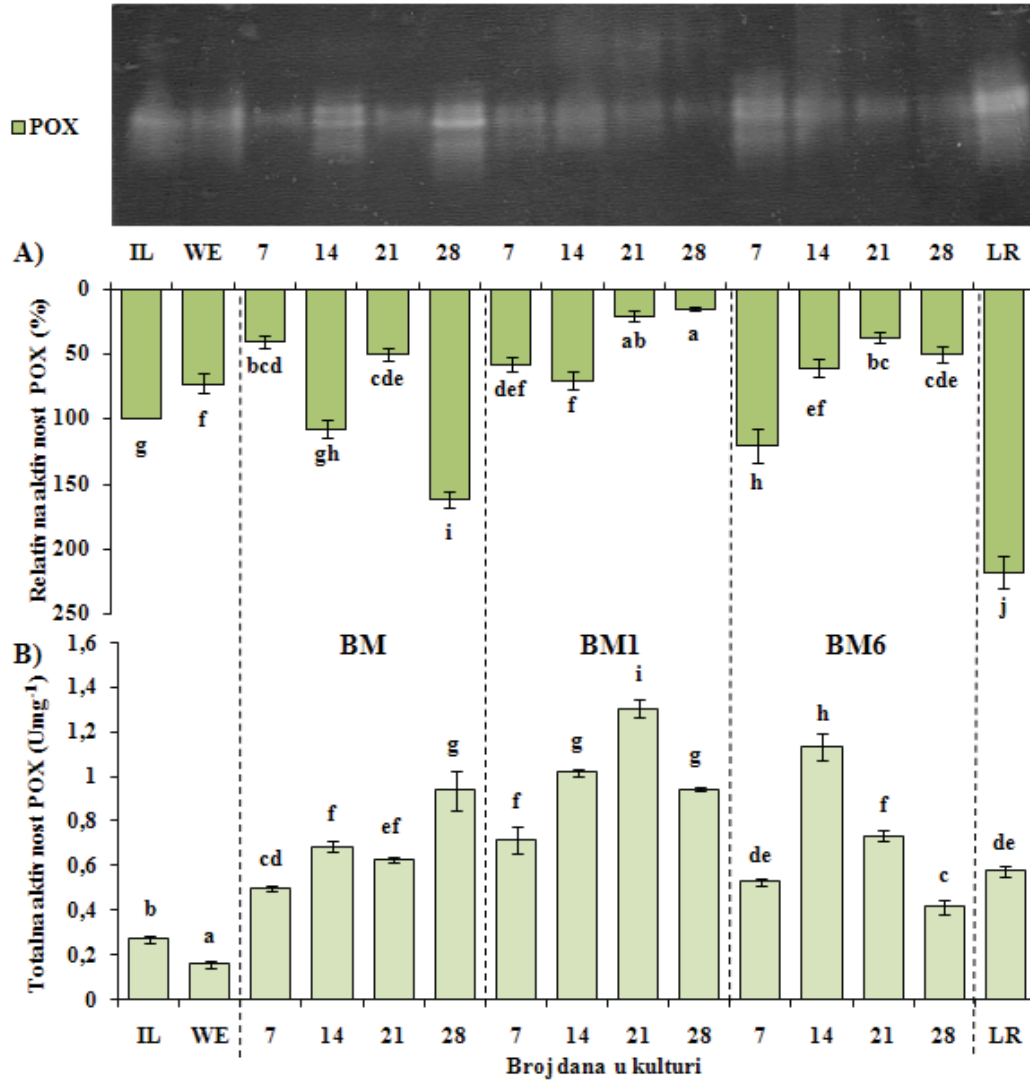 POX
A)
IL WE 7 14 21 28 7 14 21 28 7 14 21 28 LR
Relativna aktivnost POX (%)
0
50
100
150
200
250
g f bcd gh cde i def f ab a h ef bc cde j
B)
BM BM1 BM6
Totalna aktivnost POX (Umg-1)
1,6
1,4
1,2
1
0,8
0,6
0,4
0,2
0
b a cd f ef g f g i g de h f c de
IL WE 7 14 21 28 7 14 21 28 7 14 21 28 LR
Broj dana u kulturi